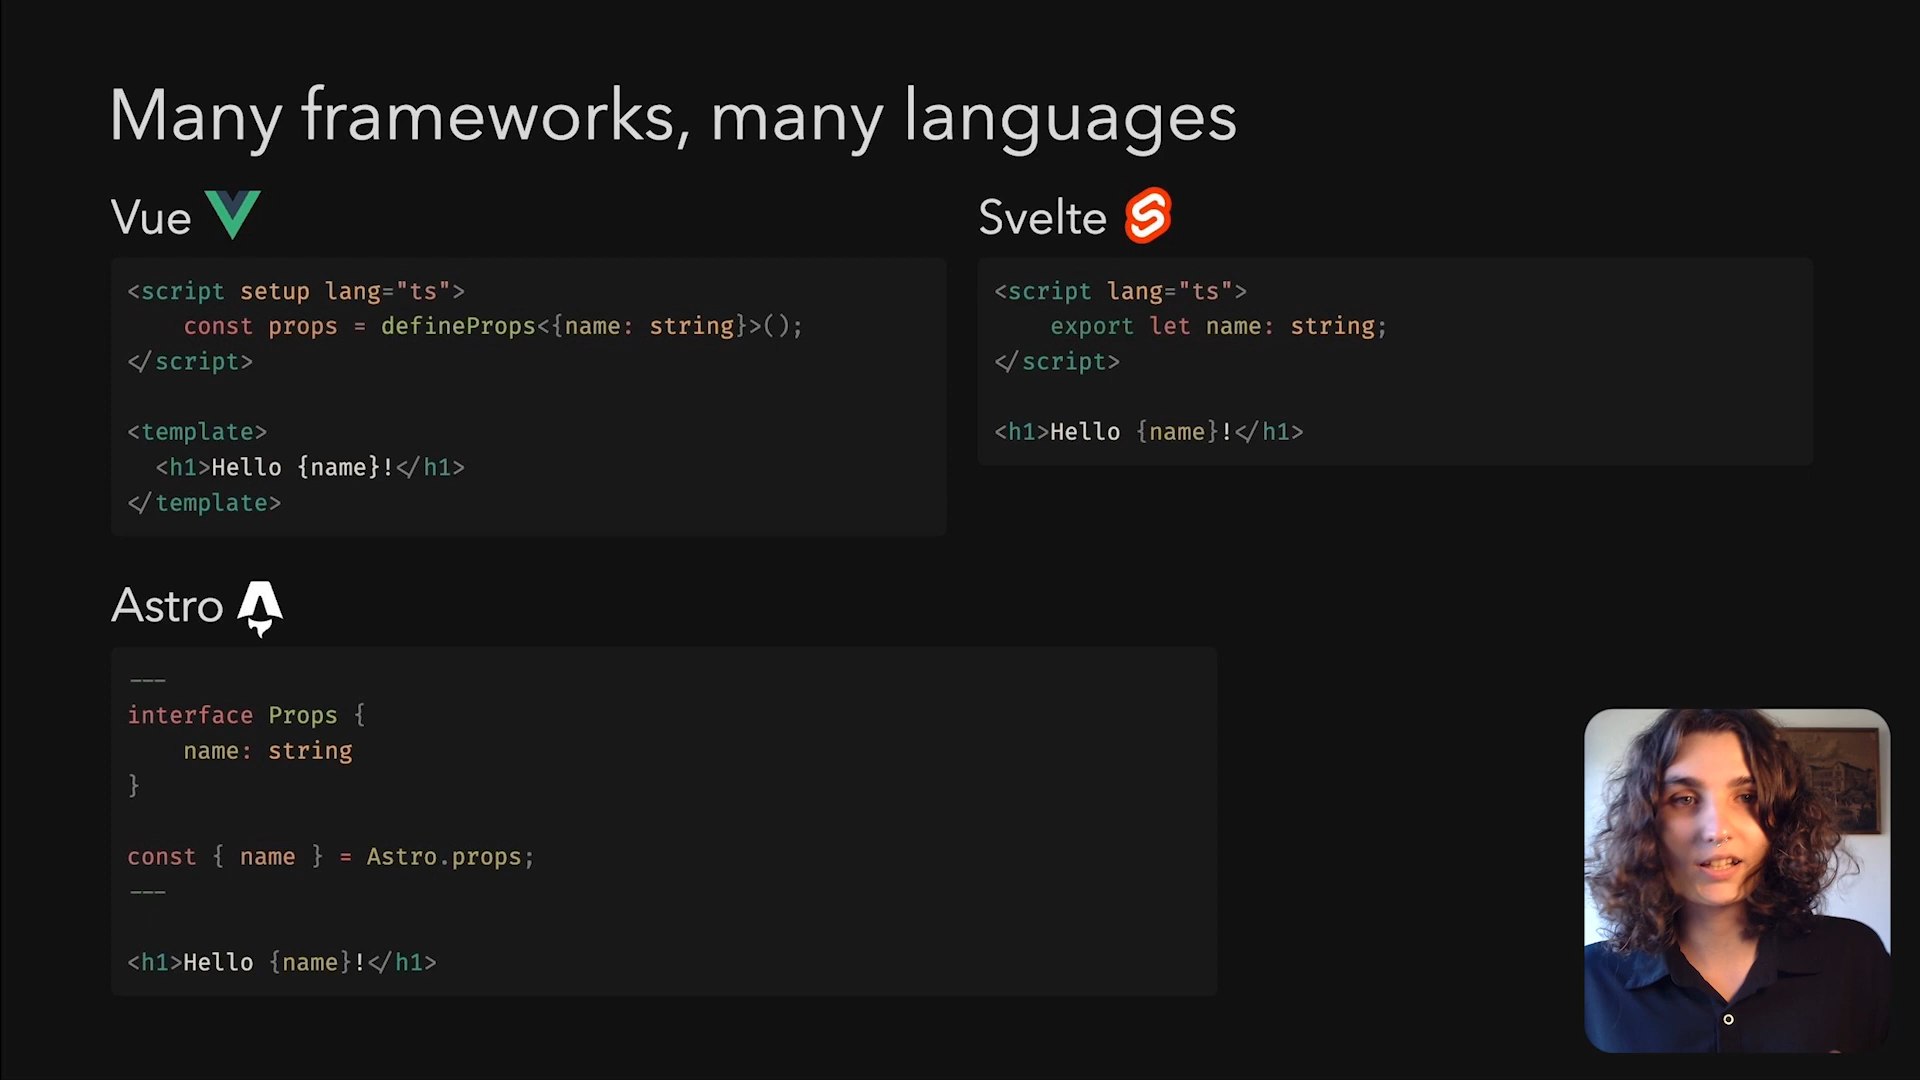 Many frameworks, many languages
Vue
<script setup lang="ts">
    const props = defineProps<{name: string}>();
</script>

<template>
  <h1>Hello {name}!</h1>
</template>
Svelte
<script lang="ts">
    export let name: string;
</script>

<h1>Hello {name}!</h1>
Astro
---
interface Props {
    name: string
}

const { name } = Astro.props;
---

<h1>Hello {name}!</h1>